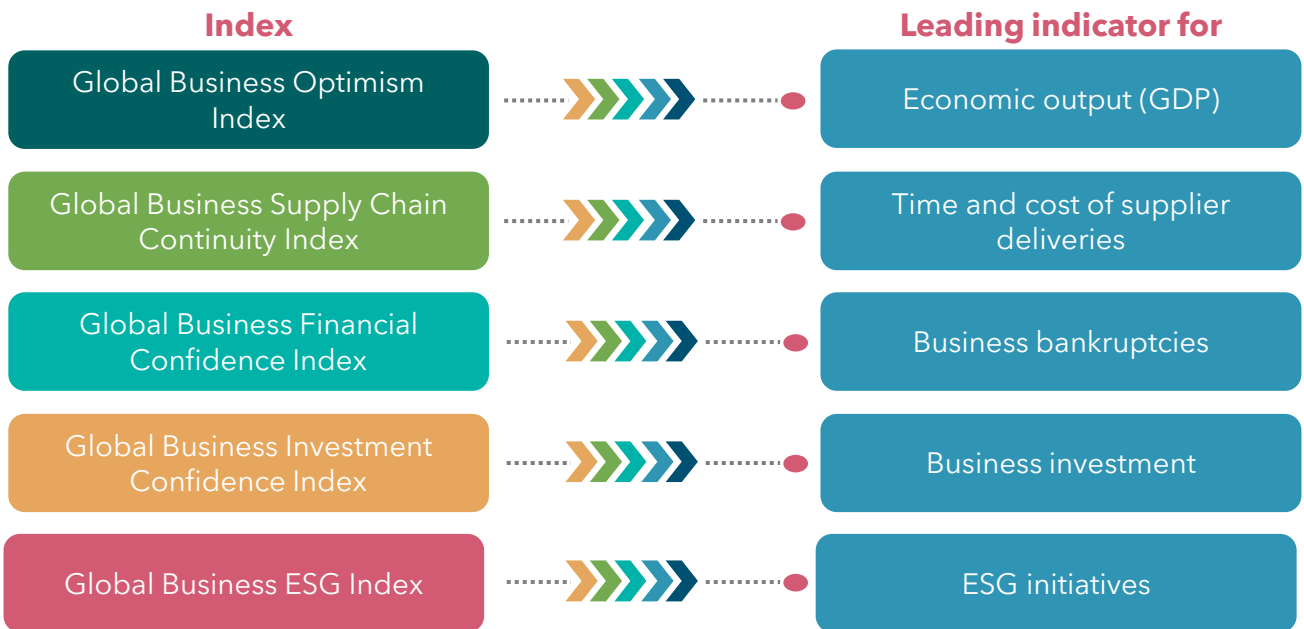 Index
Leading indicator for
Global Business Optimism
Index
Economic output (GDP)
Global Business Supply Chain
Continuity Index
Time and cost of supplier
deliveries
Global Business Financial
Confidence Index
Business bankruptcies
Global Business Investment
Confidence Index
Business investment
Global Business ESG Index
ESG initiatives